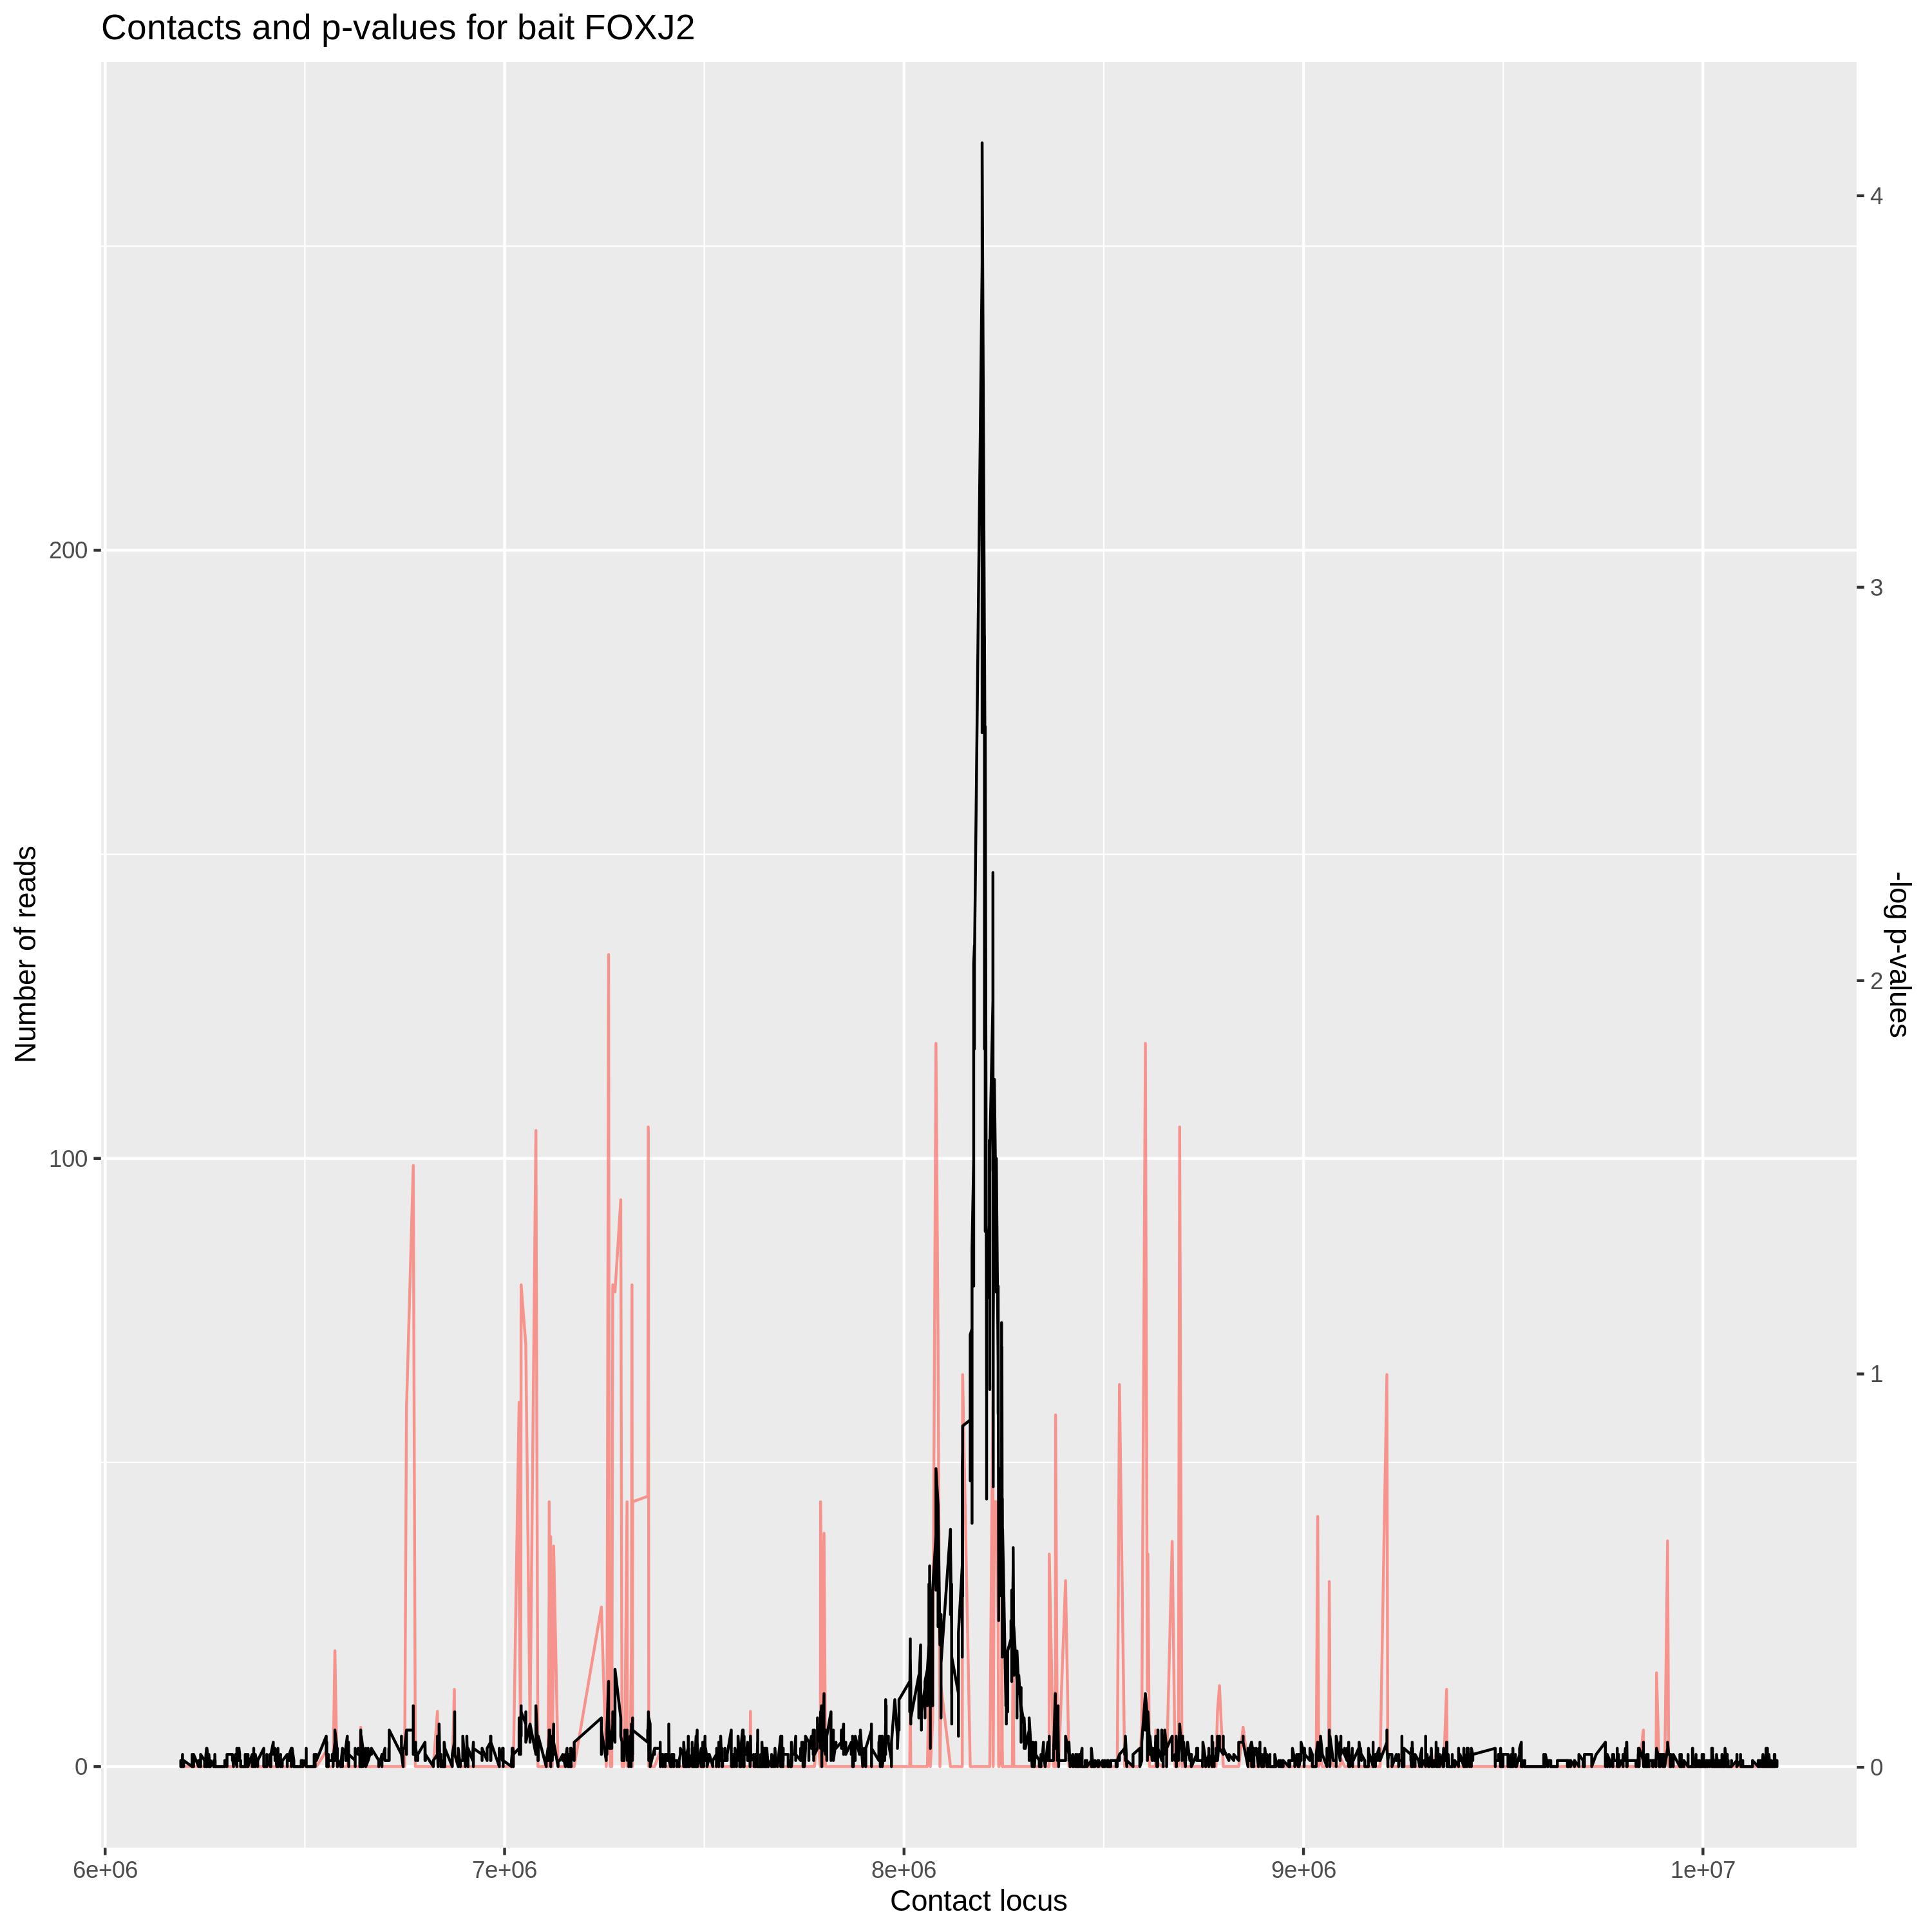 Contacts and p-values for bait FOXJ2
Number of reads
200
100
0
4
3
2
1
0
-log p-values
6e+06
7e+06
8e+06
9e+06
1e+07
Contact locus